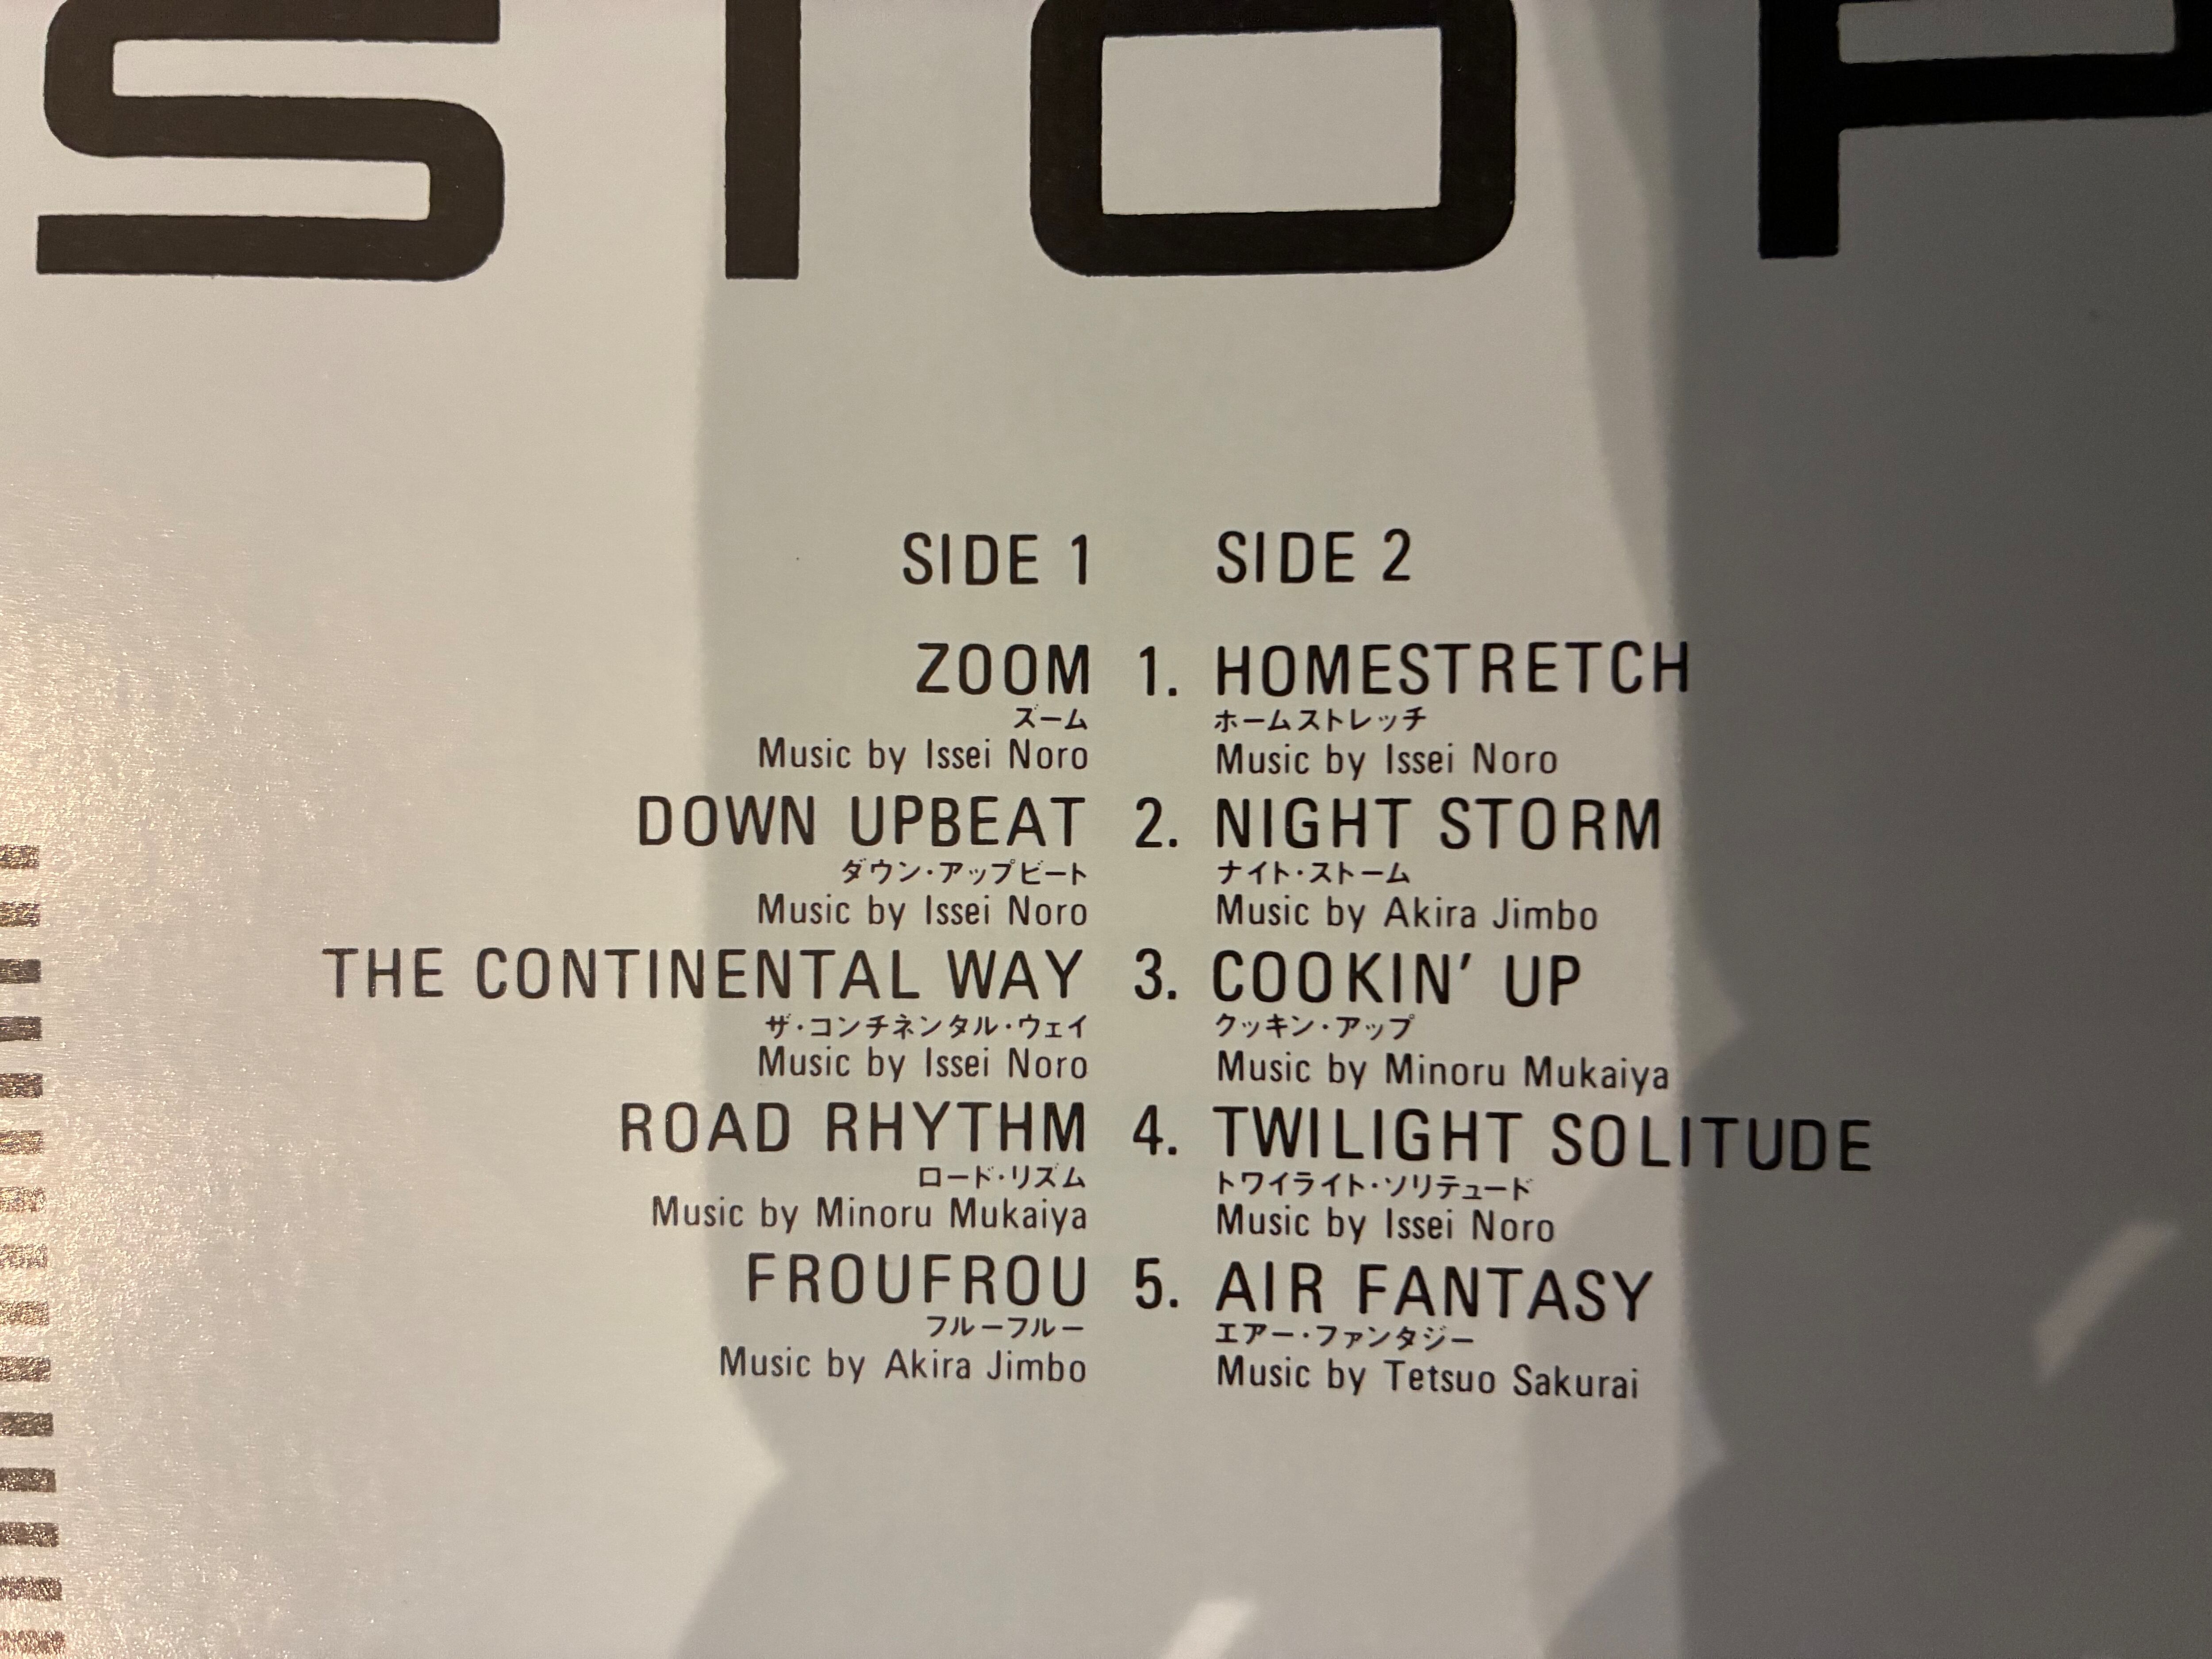 SIOP
SIDE 1
ZOOM 1.
ズーム
Music by Issei Noro
DOWN UPBEAT 2.
ダウン・アップビート
Music by Issei Noro
THE CONTINENTAL WAY 3.
ザ・コンチネンタル・ウェイ
Music by Issei Noro
ROAD RHYTHM 4.
ロード・リズム
Music by Minoru Mukaiya
FROUFROU 5.
フルーフルー
Music by Akira Jimbo
SIDE 2
HOMESTRETCH
ホームストレッチ
Music by Issei Noro
NIGHT STORM
ナイト・ストーム
Music by Akira Jimbo
COOKIN' UP
クッキン・アップ
Music by Minoru Mukaiya
TWILIGHT SOLITUDE
トワイライト・ソリテュード
Music by Issei Noro
AIR FANTASY
エアー・ファンタジー
Music by Tetsuo Sakurai